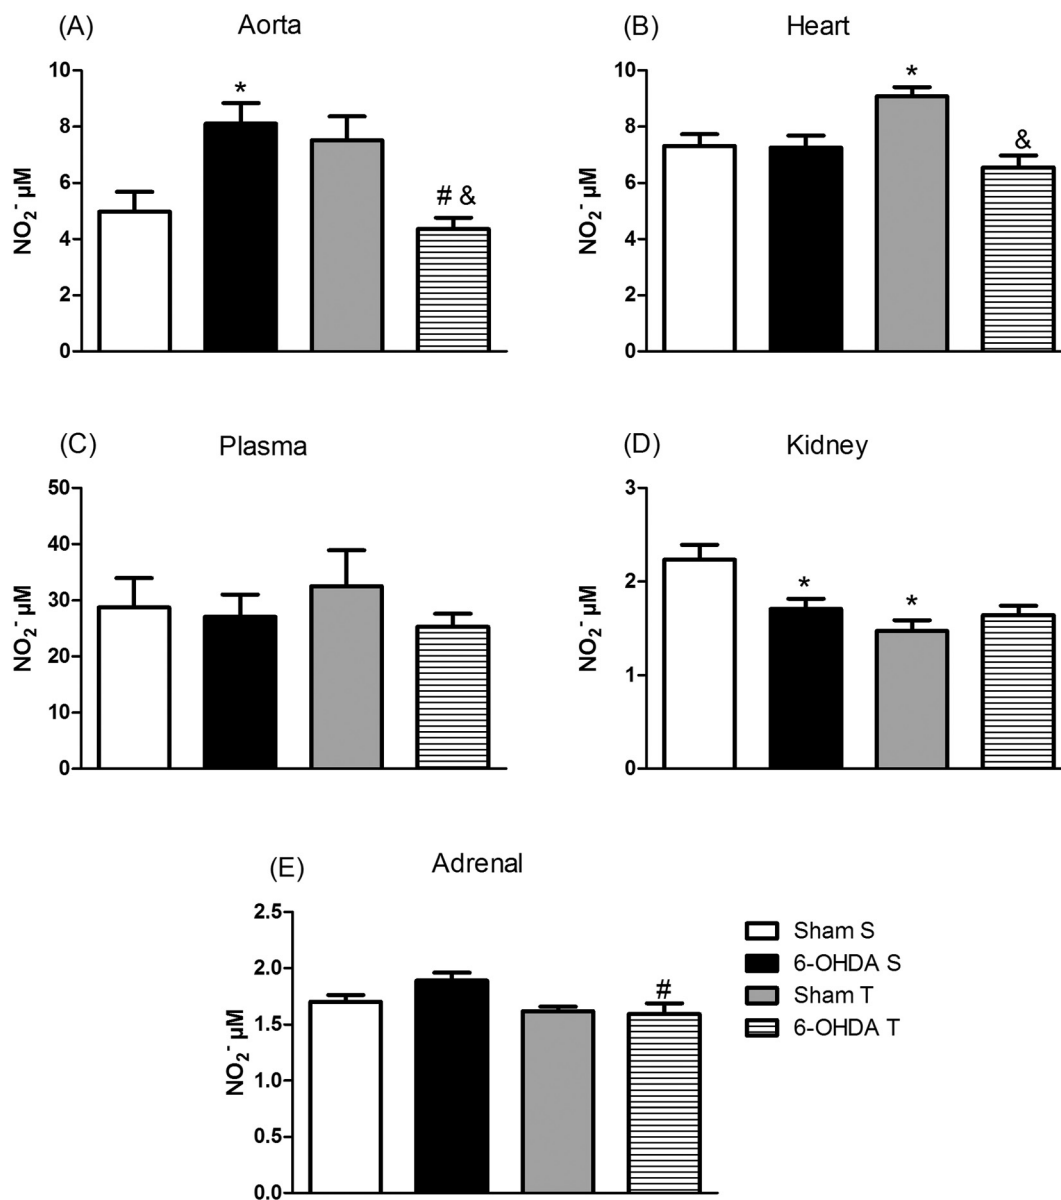 (A) Aorta
10
8
6
4
2
0
NO2- µM
*
# &
(B) Heart
10
8
6
4
2
0
NO2- µM
*
&
(C) Plasma
50
40
30
20
10
0
NO2- µM
(D) Kidney
3
2
1
0
NO2- µM
*
*
(E) Adrenal
2.5
2.0
1.5
1.0
0.5
0.0
NO2- µM
#
Sham S
6-OHDA S
Sham T
6-OHDA T